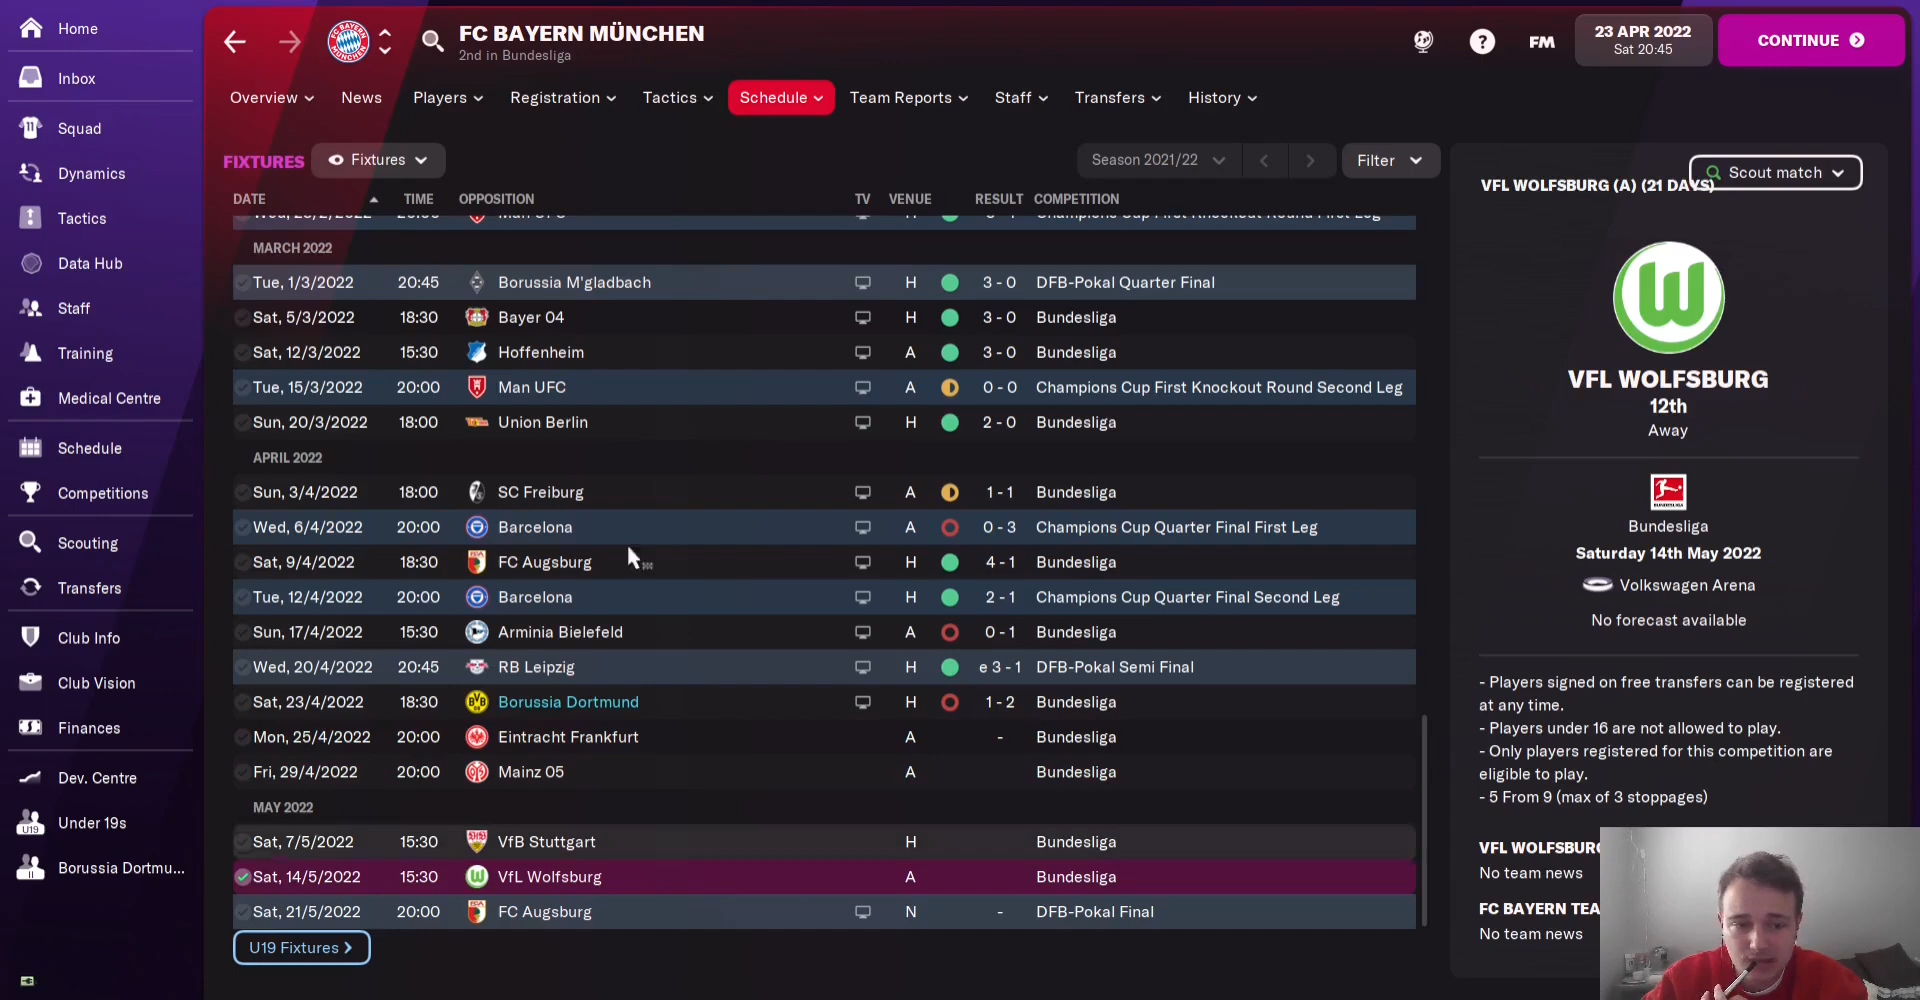 Home
Inbox
Squad
Dynamics
Tactics
Data Hub
Staff
Training
Medical Centre
Schedule
Competitions
Scouting
Transfers
Club Info
Club Vision
Finances
Dev. Centre
Under 19s
Borussia Dortmu...
FC BAYERN MÜNCHEN
2nd in Bundesliga
FM
23 APR 2022
Sat 20:45
CONTINUE
Overview News Players Registration Tactics Schedule Team Reports Staff Transfers History
FIXTURES Fixtures Season 2021/22 Filter
DATE TIME OPPOSITION TV VENUE RESULT COMPETITION
MARCH 2022
Tue, 1/3/2022 20:45 Borussia M'gladbach H 3 - 0 DFB-Pokal Quarter Final
Sat, 5/3/2022 18:30 Bayer 04 H 3 - 0 Bundesliga
Sat, 12/3/2022 15:30 Hoffenheim A 3 - 0 Bundesliga
Tue, 15/3/2022 20:00 Man UFC A 0 - 0 Champions Cup First Knockout Round Second Leg
Sun, 20/3/2022 18:00 Union Berlin H 2 - 0 Bundesliga
APRIL 2022
Sun, 3/4/2022 18:00 SC Freiburg A 1 - 1 Bundesliga
Wed, 6/4/2022 20:00 Barcelona A 0 - 3 Champions Cup Quarter Final First Leg
Sat, 9/4/2022 18:30 FC Augsburg H 4 - 1 Bundesliga
Tue, 12/4/2022 20:00 Barcelona H 2 - 1 Champions Cup Quarter Final Second Leg
Sun, 17/4/2022 15:30 Arminia Bielefeld A 0 - 1 Bundesliga
Wed, 20/4/2022 20:45 RB Leipzig H e 3 - 1 DFB-Pokal Semi Final
Sat, 23/4/2022 18:30 Borussia Dortmund H 1 - 2 Bundesliga
Mon, 25/4/2022 20:00 Eintracht Frankfurt A - Bundesliga
Fri, 29/4/2022 20:00 Mainz 05 A Bundesliga
MAY 2022
Sat, 7/5/2022 15:30 VfB Stuttgart H Bundesliga
Sat, 14/5/2022 15:30 VfL Wolfsburg A Bundesliga
Sat, 21/5/2022 20:00 FC Augsburg N - DFB-Pokal Final
U19 Fixtures
Scout match
VFL WOLFSBURG (A) (21 DAYS)
VFL WOLFSBURG
12th
Away
Bundesliga
Saturday 14th May 2022
Volkswagen Arena
No forecast available
- Players signed on free transfers can be registered
at any time.
- Players under 16 are not allowed to play.
- Only players registered for this competition are
eligible to play.
- 5 From 9 (max of 3 stoppages)
VFL WOLFSBURG
No team news
FC BAYERN TEA
No team news